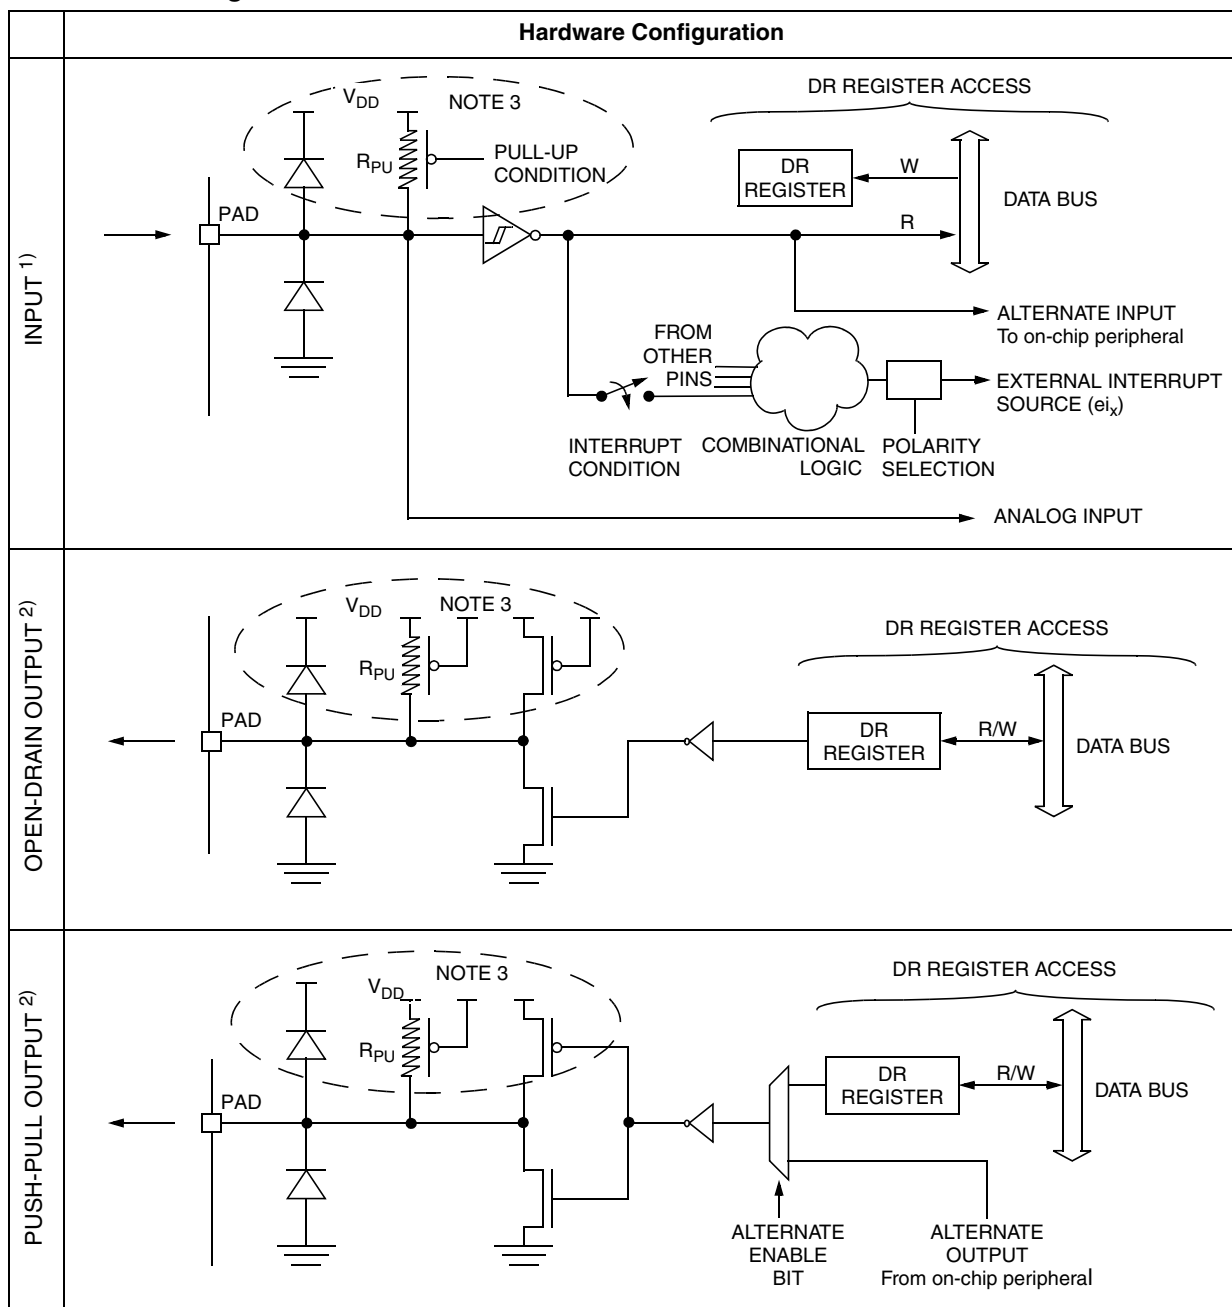 Hardware Configuration
INPUT 1)
VDD
NOTE 3
RPU
PULL-UP
CONDITION
PAD
DR REGISTER ACCESS
DR
REGISTER
W
R
DATA BUS
ALTERNATE INPUT
To on-chip peripheral
FROM
OTHER
PINS
EXTERNAL INTERRUPT
SOURCE (eix)
INTERRUPT
CONDITION
COMBINATIONAL
LOGIC
POLARITY
SELECTION
ANALOG INPUT
OPEN-DRAIN OUTPUT 2)
VDD
NOTE 3
RPU
PAD
DR REGISTER ACCESS
DR
REGISTER
R/W
DATA BUS
PUSH-PULL OUTPUT 2)
VDD
NOTE 3
RPU
PAD
DR REGISTER ACCESS
DR
REGISTER
R/W
DATA BUS
ALTERNATE
ENABLE
BIT
ALTERNATE
OUTPUT
From on-chip peripheral